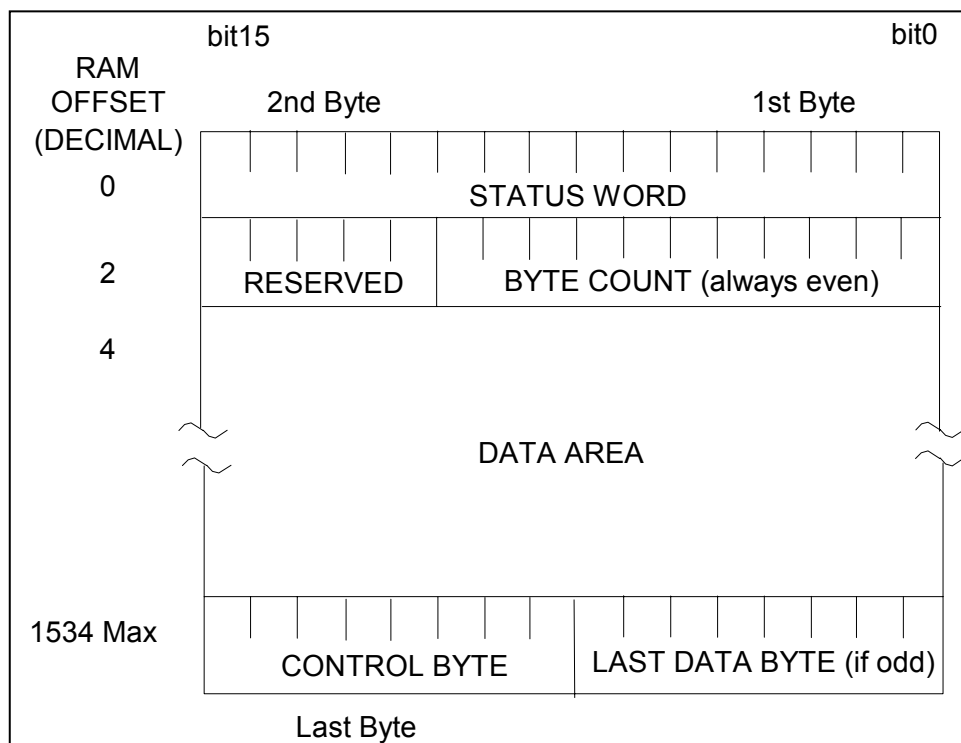 bit15 bit0
RAM
OFFSET
(DECIMAL)
2nd Byte 1st Byte
0
STATUS WORD
2
RESERVED BYTE COUNT (always even)
4
DATA AREA
1534 Max
CONTROL BYTE LAST DATA BYTE (if odd)
Last Byte